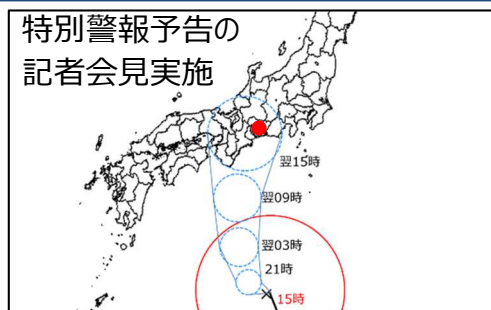 特別警報予告の
記者会見実施
翌15時
翌09時
翌03時
21時
15時